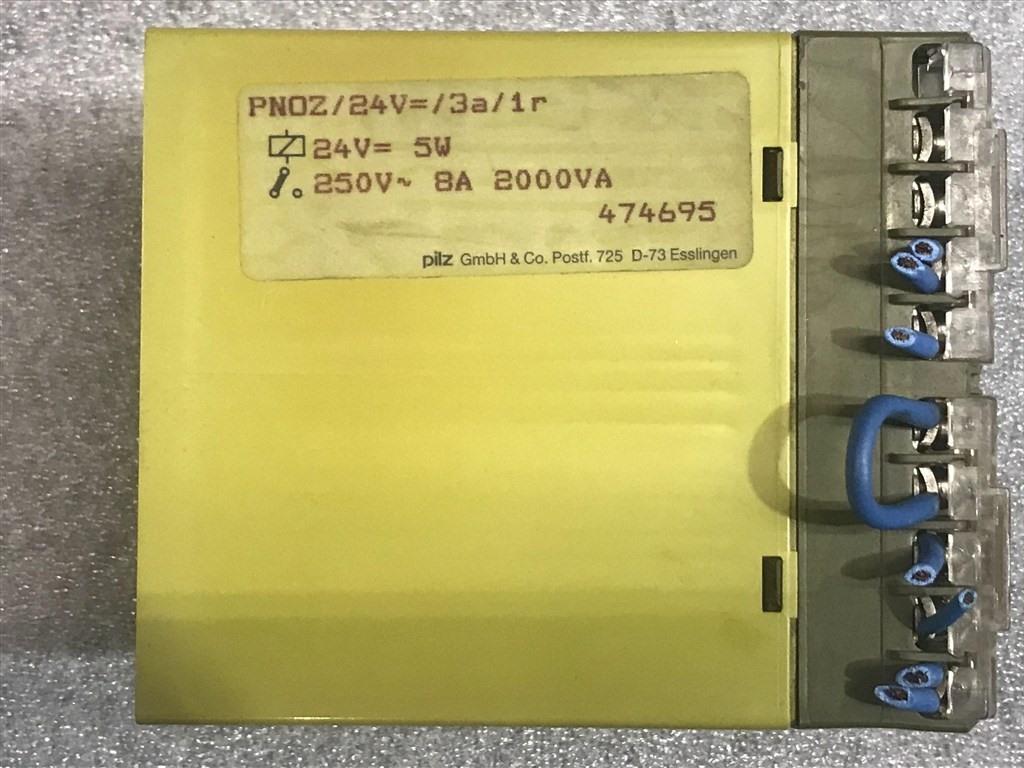 PNOZ/24V=/3a/1r
24V= 5W
250V~ 8A 2000VA
474695
pilz GmbH & Co. Postf. 725 D-73 Esslingen